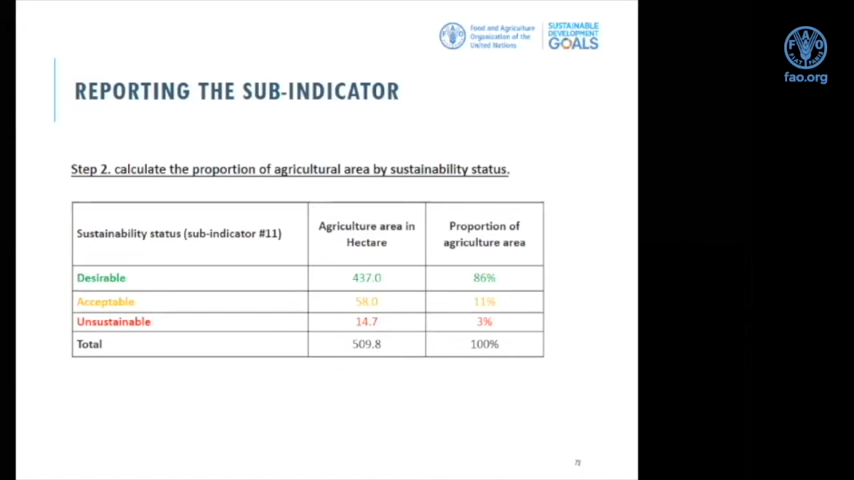 Food and Agriculture
Organization of the
United Nations
SUSTAINABLE
DEVELOPMENT
GOALS
FAO
FIAT PANIS
fao.org
REPORTING THE SUB-INDICATOR
Step 2. calculate the proportion of agricultural area by sustainability status.
Sustainability status (sub-indicator #11)
Agriculture area in
Hectare
Proportion of
agriculture area
Desirable 437.0 86%
Acceptable 58.0 11%
Unsustainable 14.7 3%
Total 509.8 100%